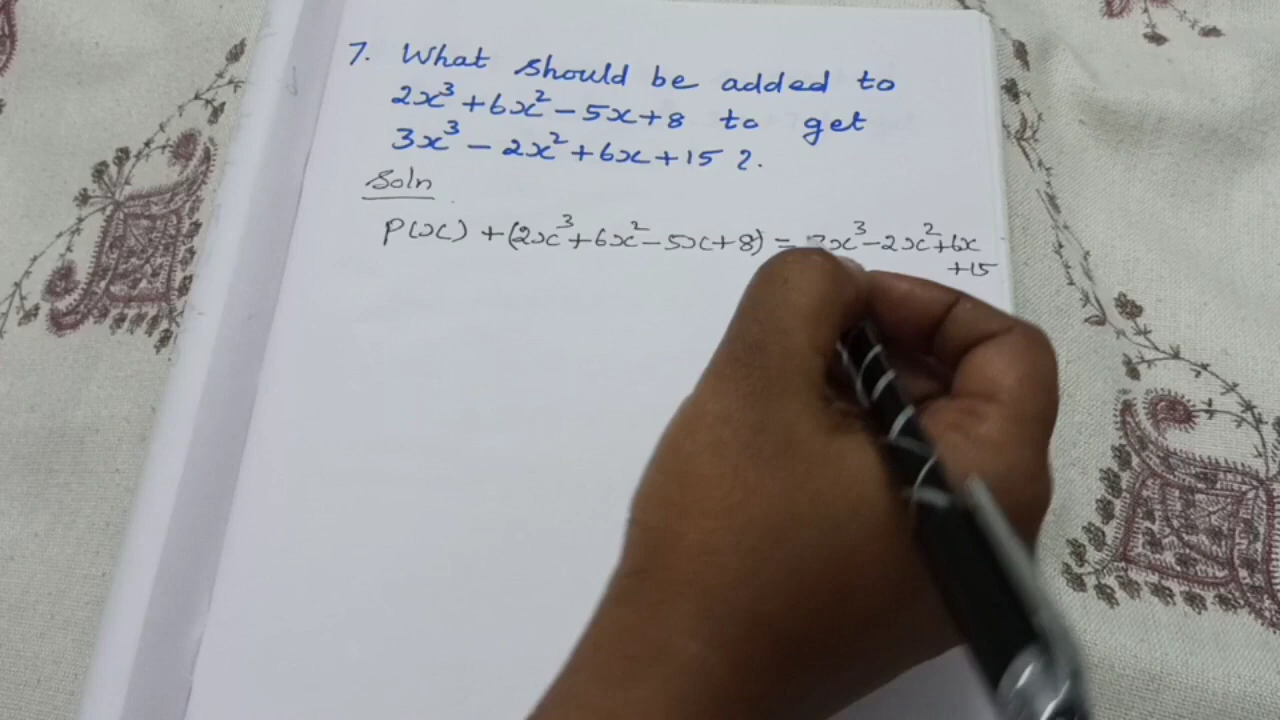 7. What should be added to
2x³ + 6x² - 5x + 8 to get
3x³ - 2x² + 6x + 15 ?.
Soln
P(x) + (2x³ + 6x² - 5x + 8) = 3x³ - 2x² + 6x
+ 15